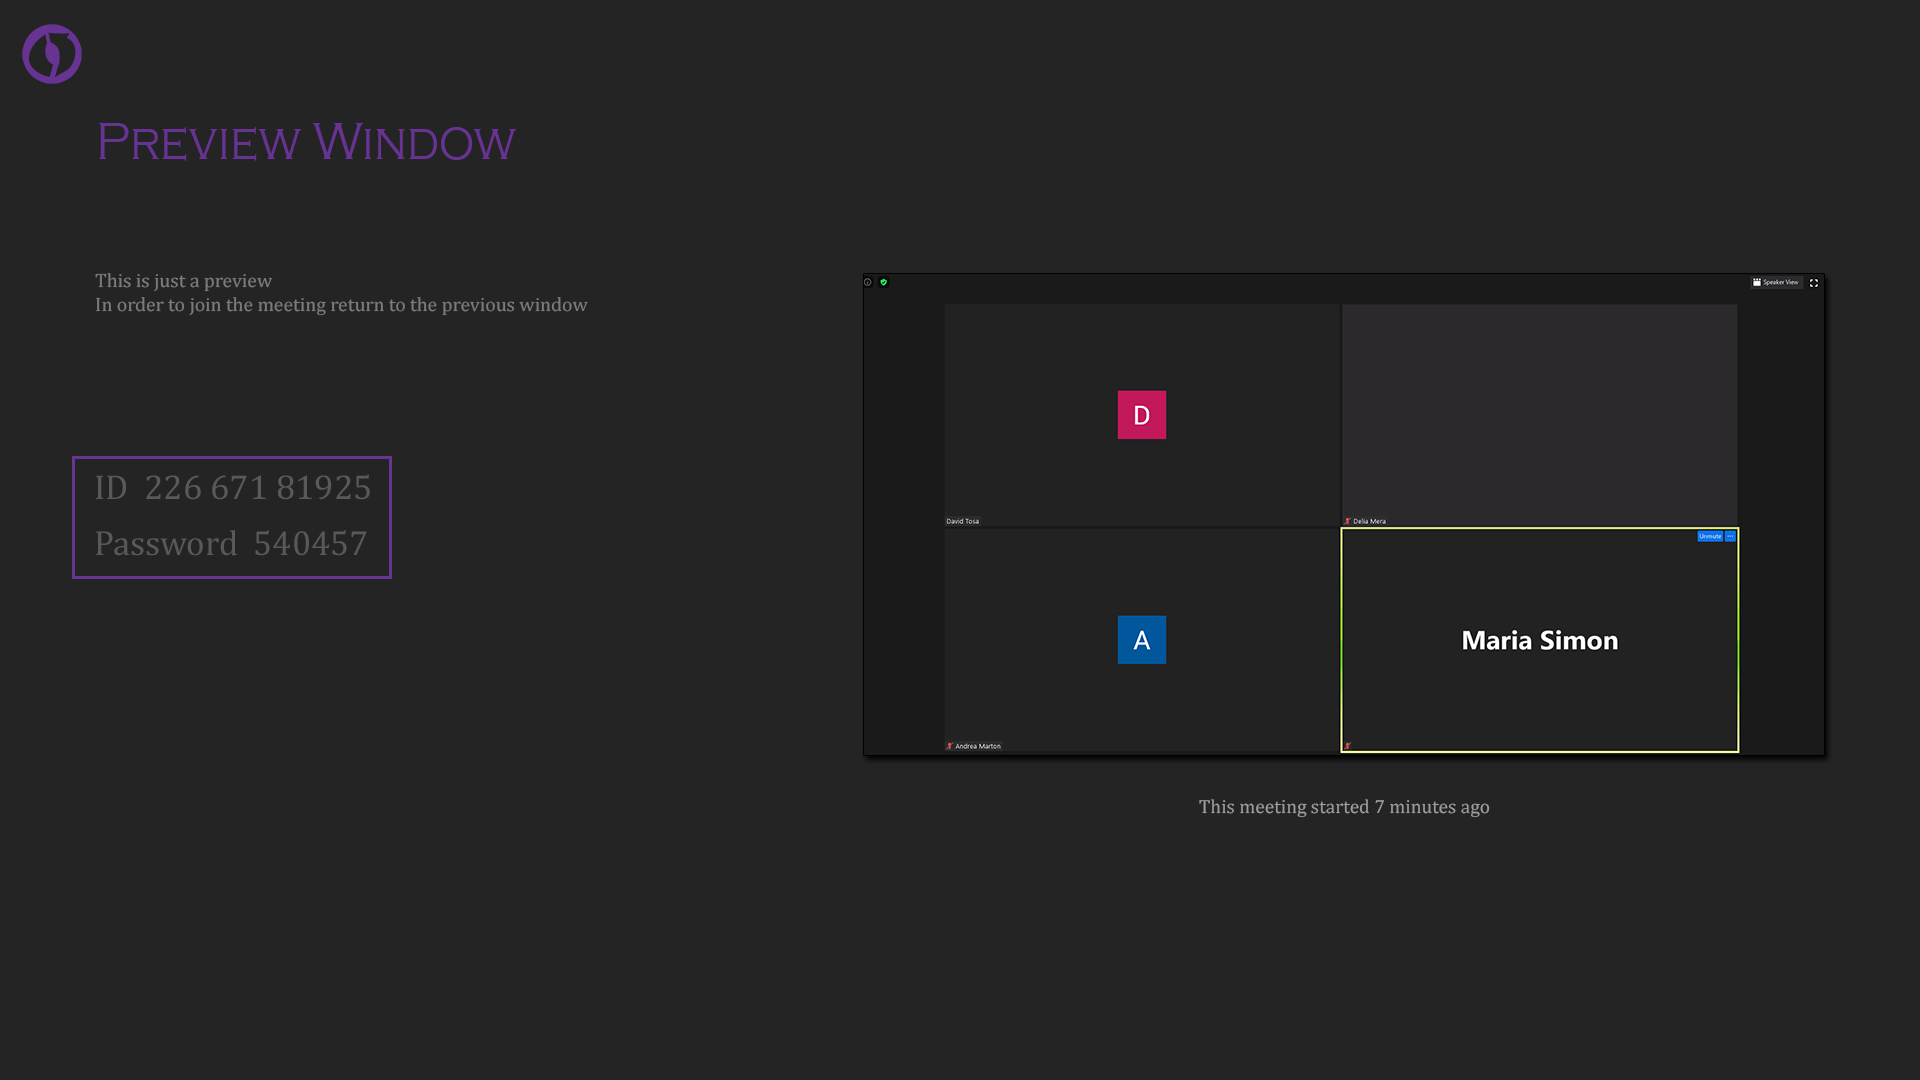 Preview Window
This is just a preview
In order to join the meeting return to the previous window
ID 226 671 81925
Password 540457
Speaker View
D
David Tosa
Delia Mera
Unmute ...
A
Maria Simon
Andrea Marton
This meeting started 7 minutes ago